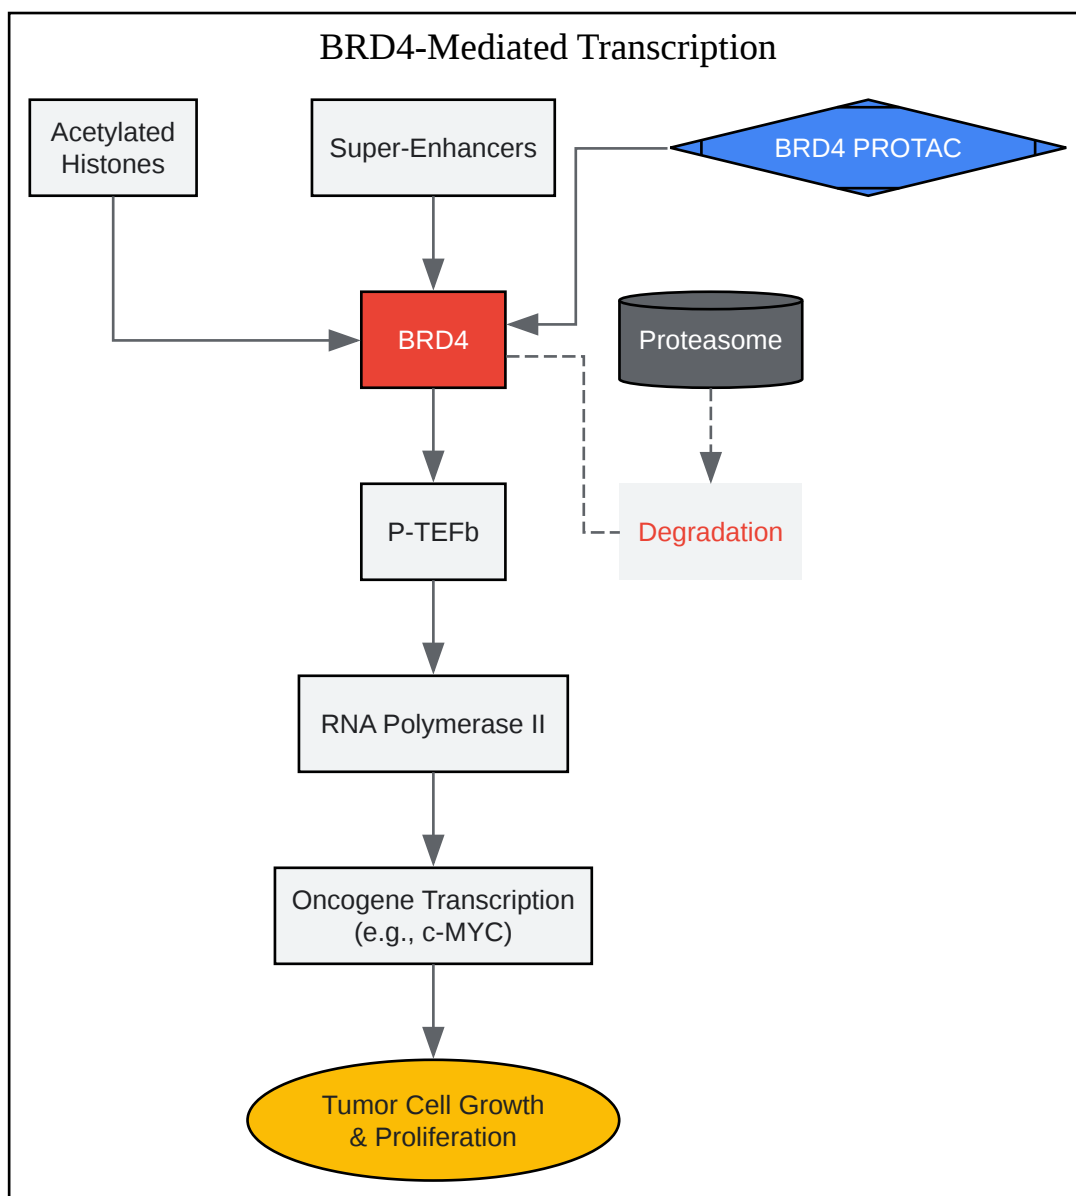 BRD4-Mediated Transcription
Acetylated
Histones
Super-Enhancers
BRD4 PROTAC
BRD4
Proteasome
P-TEFb
Degradation
RNA Polymerase II
Oncogene Transcription
(e.g., c-MYC)
Tumor Cell Growth
& Proliferation